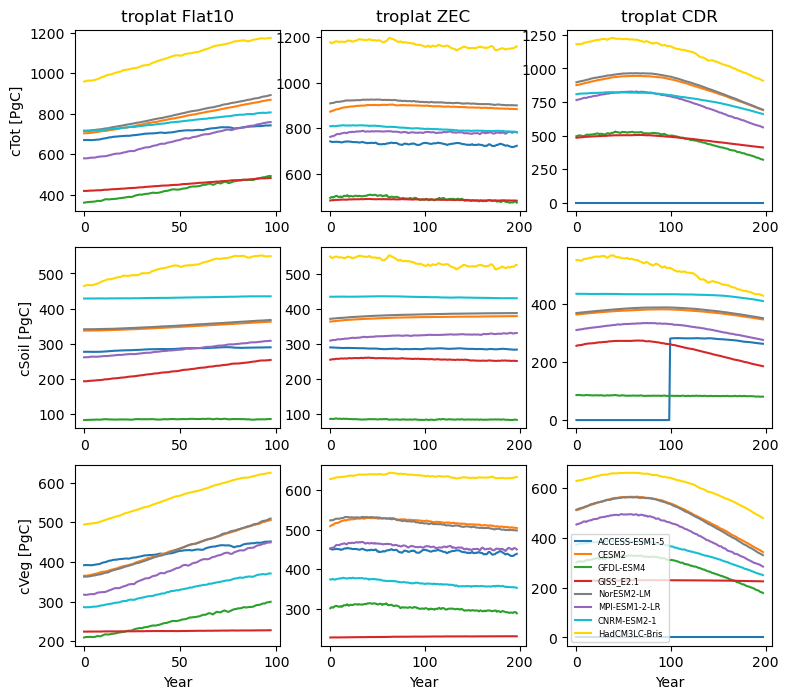 troplat Flat10 troplat ZEC troplat CDR
cTot [PgC]
1200
1000
800
600
400
0 50 100
1200
1000
800
600
0 100 200
1250
1000
750
500
250
0
0 100 200
cSoil [PgC]
500
400
300
200
100
0 50 100
500
400
300
200
100
0 100 200
400
200
0
0 100 200
cVeg [PgC]
600
500
400
300
200
0 50 100
Year
600
500
400
300
0 100 200
Year
600
400
200
0
ACCESS-ESM1-5
CESM2
GFDL-ESM4
GISS_E2.1
NorESM2-LM
MPI-ESM1-2-LR
CNRM-ESM2-1
HadCM3LC-Bris
0 100 200
Year